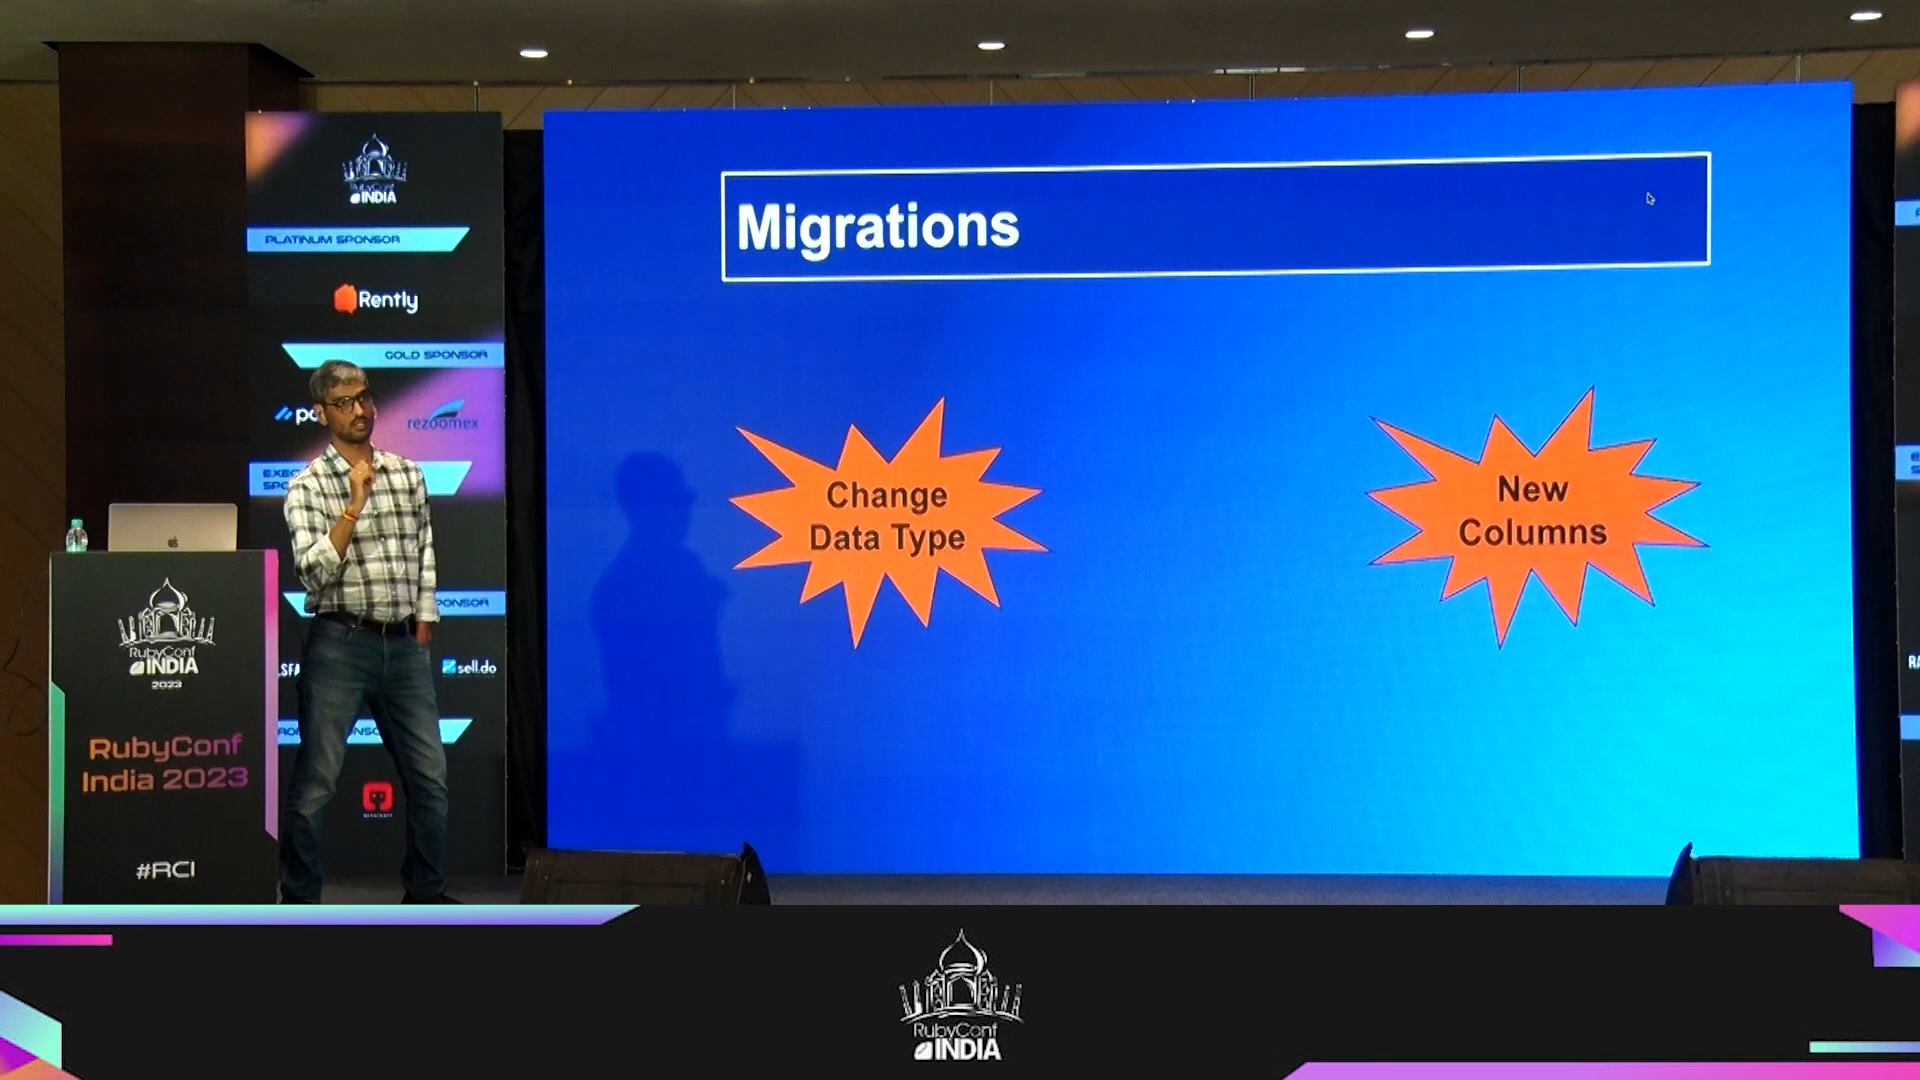 RubyConf
INDIA
PLATINUM SPONSOR
Rently
GOLD SPONSOR
rezoomex
sell.do
RubyConf
INDIA
2023
RubyConf
India 2023
#RCI
Migrations
Change
Data Type
New
Columns
RubyConf
INDIA